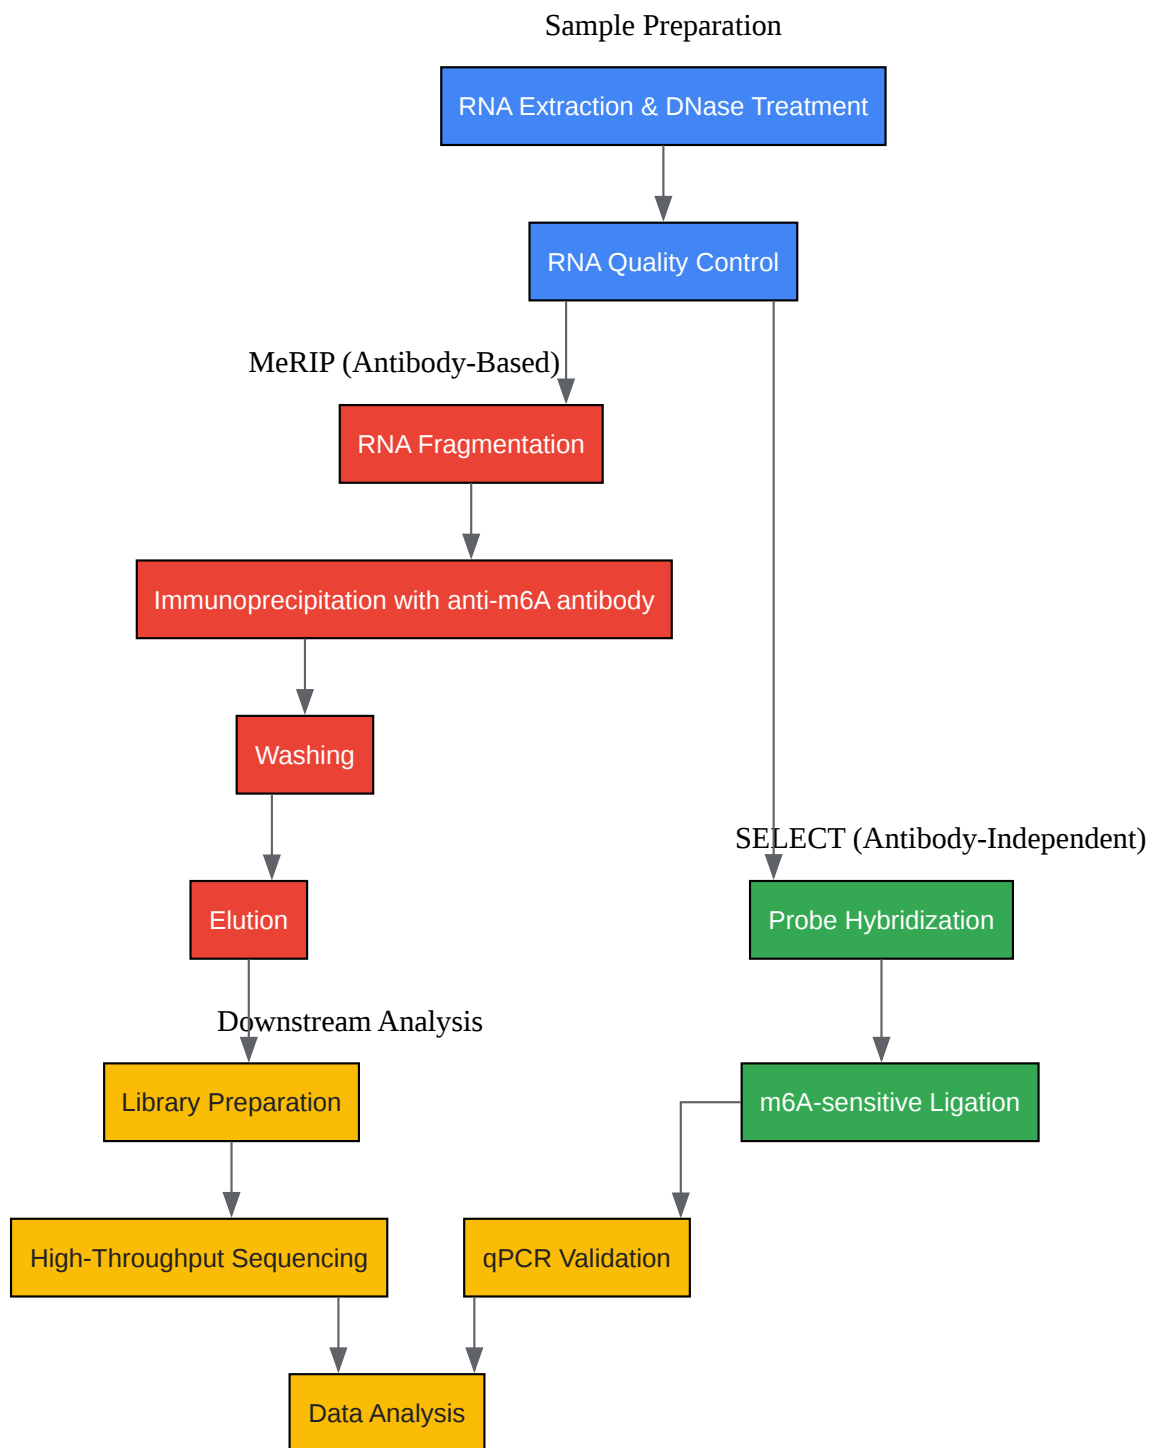 Sample Preparation
RNA Extraction & DNase Treatment
RNA Quality Control
MeRIP (Antibody-Based)
RNA Fragmentation
Immunoprecipitation with anti-m6A antibody
Washing
SELECT (Antibody-Independent)
Elution
Probe Hybridization
Downstream Analysis
Library Preparation
m6A-sensitive Ligation
High-Throughput Sequencing
qPCR Validation
Data Analysis